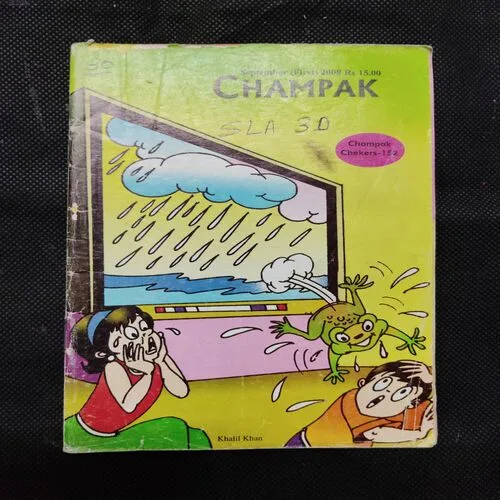 30
September (First) 2009 Rs 15.00
CHAMPAK
SLA 3D
Champak
Chekers-152
Khalil Khan